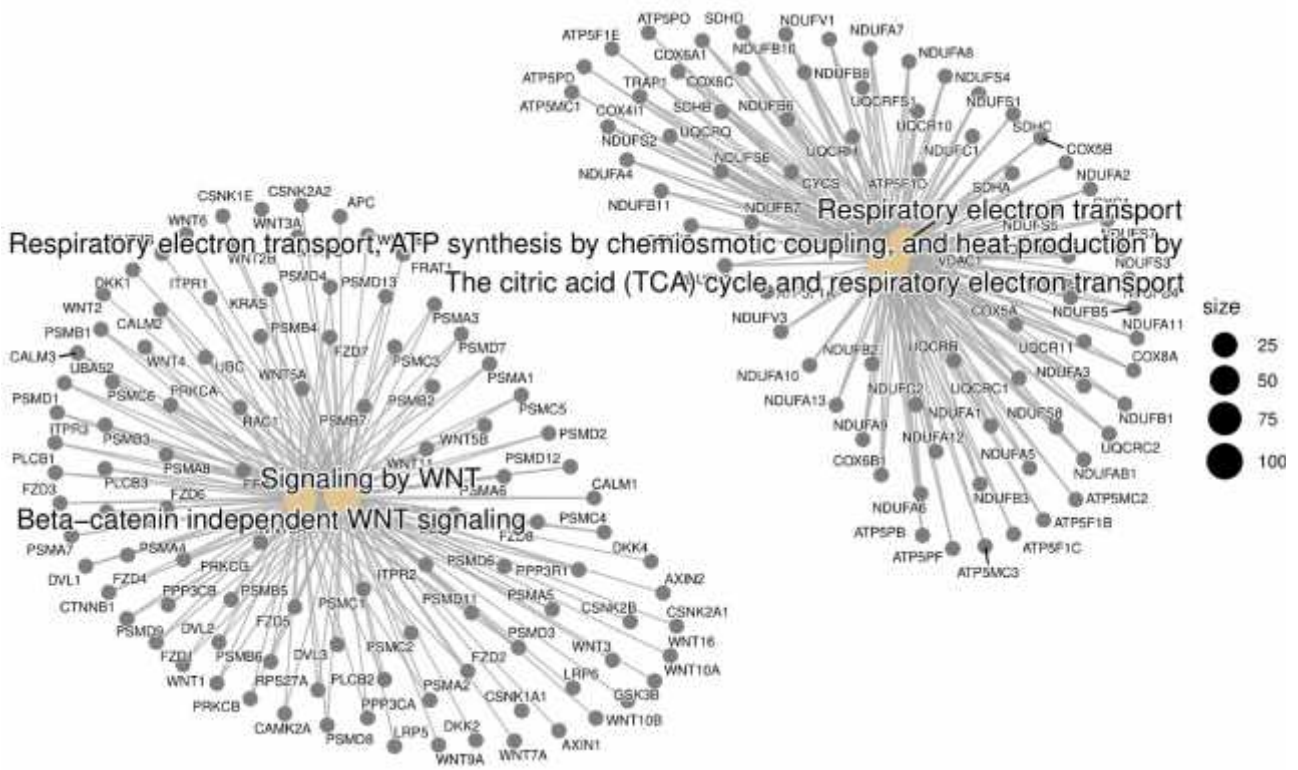 ATP5PO
SDHD
NDUFV1
NDUFA7
ATP5F1E
COX6A1
NDUFB10
NDUFA8
ATP5PD
TRAP1
COX6C
NDUFB8
NDUFS4
ATP5MC1
COX4I1
SDHB
NDUFB6
UQCRFS1
NDUFS1
NDUFS2
UQCRQ
UQCR10
SDHC
COX5B
NDUFS6
UQCRH
NDUFC1
NDUFA4
CYCS
ATP5F1D
SDHA
NDUFA2
NDUFB11
NDUFB7
Respiratory electron transport
CSNK1E
CSNK2A2
APC
WNT6
WNT3A
NDUFS5
Respiratory electron transport, ATP synthesis by chemiosmotic coupling, and heat production by
WNT2B
FRAT1
VDAC1
NDUFS3
DKK1
ITPR1
PSMD4
PSMD13
The citric acid (TCA) cycle and respiratory electron transport
WNT2
KRAS
PSMA3
COX5A
NDUFB5
size
PSMB1
CALM2
PSMB4
NDUFV3
NDUFA11
CALM3
UBA52
WNT4
UBC
FZD7
PSMC3
PSMD7
NDUFB2
UQCRB
UQCR11
COX8A
25
PSMD1
PSMC6
PRKCA
WNT5A
PSMB2
PSMA1
NDUFA10
NDUFC2
UQCRC1
NDUFA3
50
ITPR3
PSMB3
RAC1
PSMB7
PSMC5
NDUFA13
NDUFA1
NDUFS8
NDUFB1
75
PLCB1
PSMA8
WNT5B
PSMD2
NDUFA9
NDUFA12
UQCRC2
FZD3
PLCB3
WNT11
PSMD12
COX6B1
NDUFA5
NDUFAB1
100
FZD6
Signaling by WNT
PSMA6
CALM1
NDUFA6
NDUFB3
ATP5MC2
Beta−catenin independent WNT signaling
PSMC4
ATP5F1B
PSMA7
PSMA4
FZD8
DKK4
ATP5PB
ATP5F1C
DVL1
FZD4
PRKCG
ITPR2
PSMD6
PPP3R1
AXIN2
ATP5PF
ATP5MC3
CTNNB1
PPP3CB
PSMB5
PSMC1
PSMD11
PSMA5
CSNK2B
CSNK2A1
PSMD9
DVL2
FZD5
PSMD3
WNT16
FZD1
PSMB6
DVL3
PSMC2
FZD2
WNT3
WNT10A
WNT1
RPS27A
PLCB2
PSMA2
LRP6
GSK3B
PRKCB
PPP3CA
CSNK1A1
WNT10B
CAMK2A
PSMD8
LRP5
DKK2
AXIN1
WNT9A
WNT7A